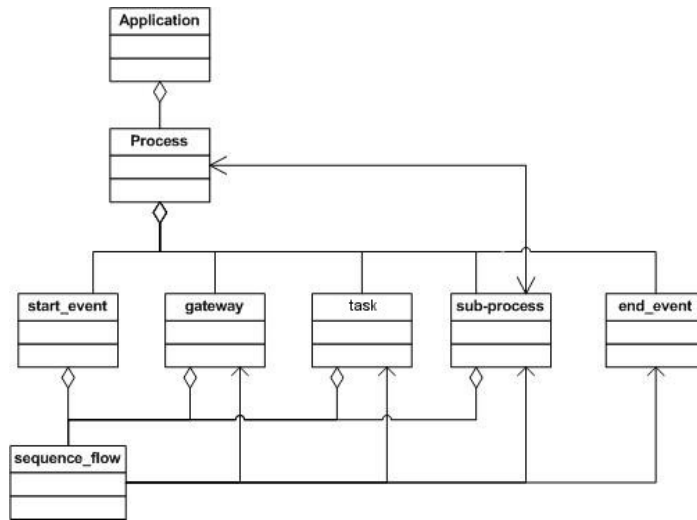 Application
Process
start_event
gateway
task
sub-process
end_event
sequence_flow